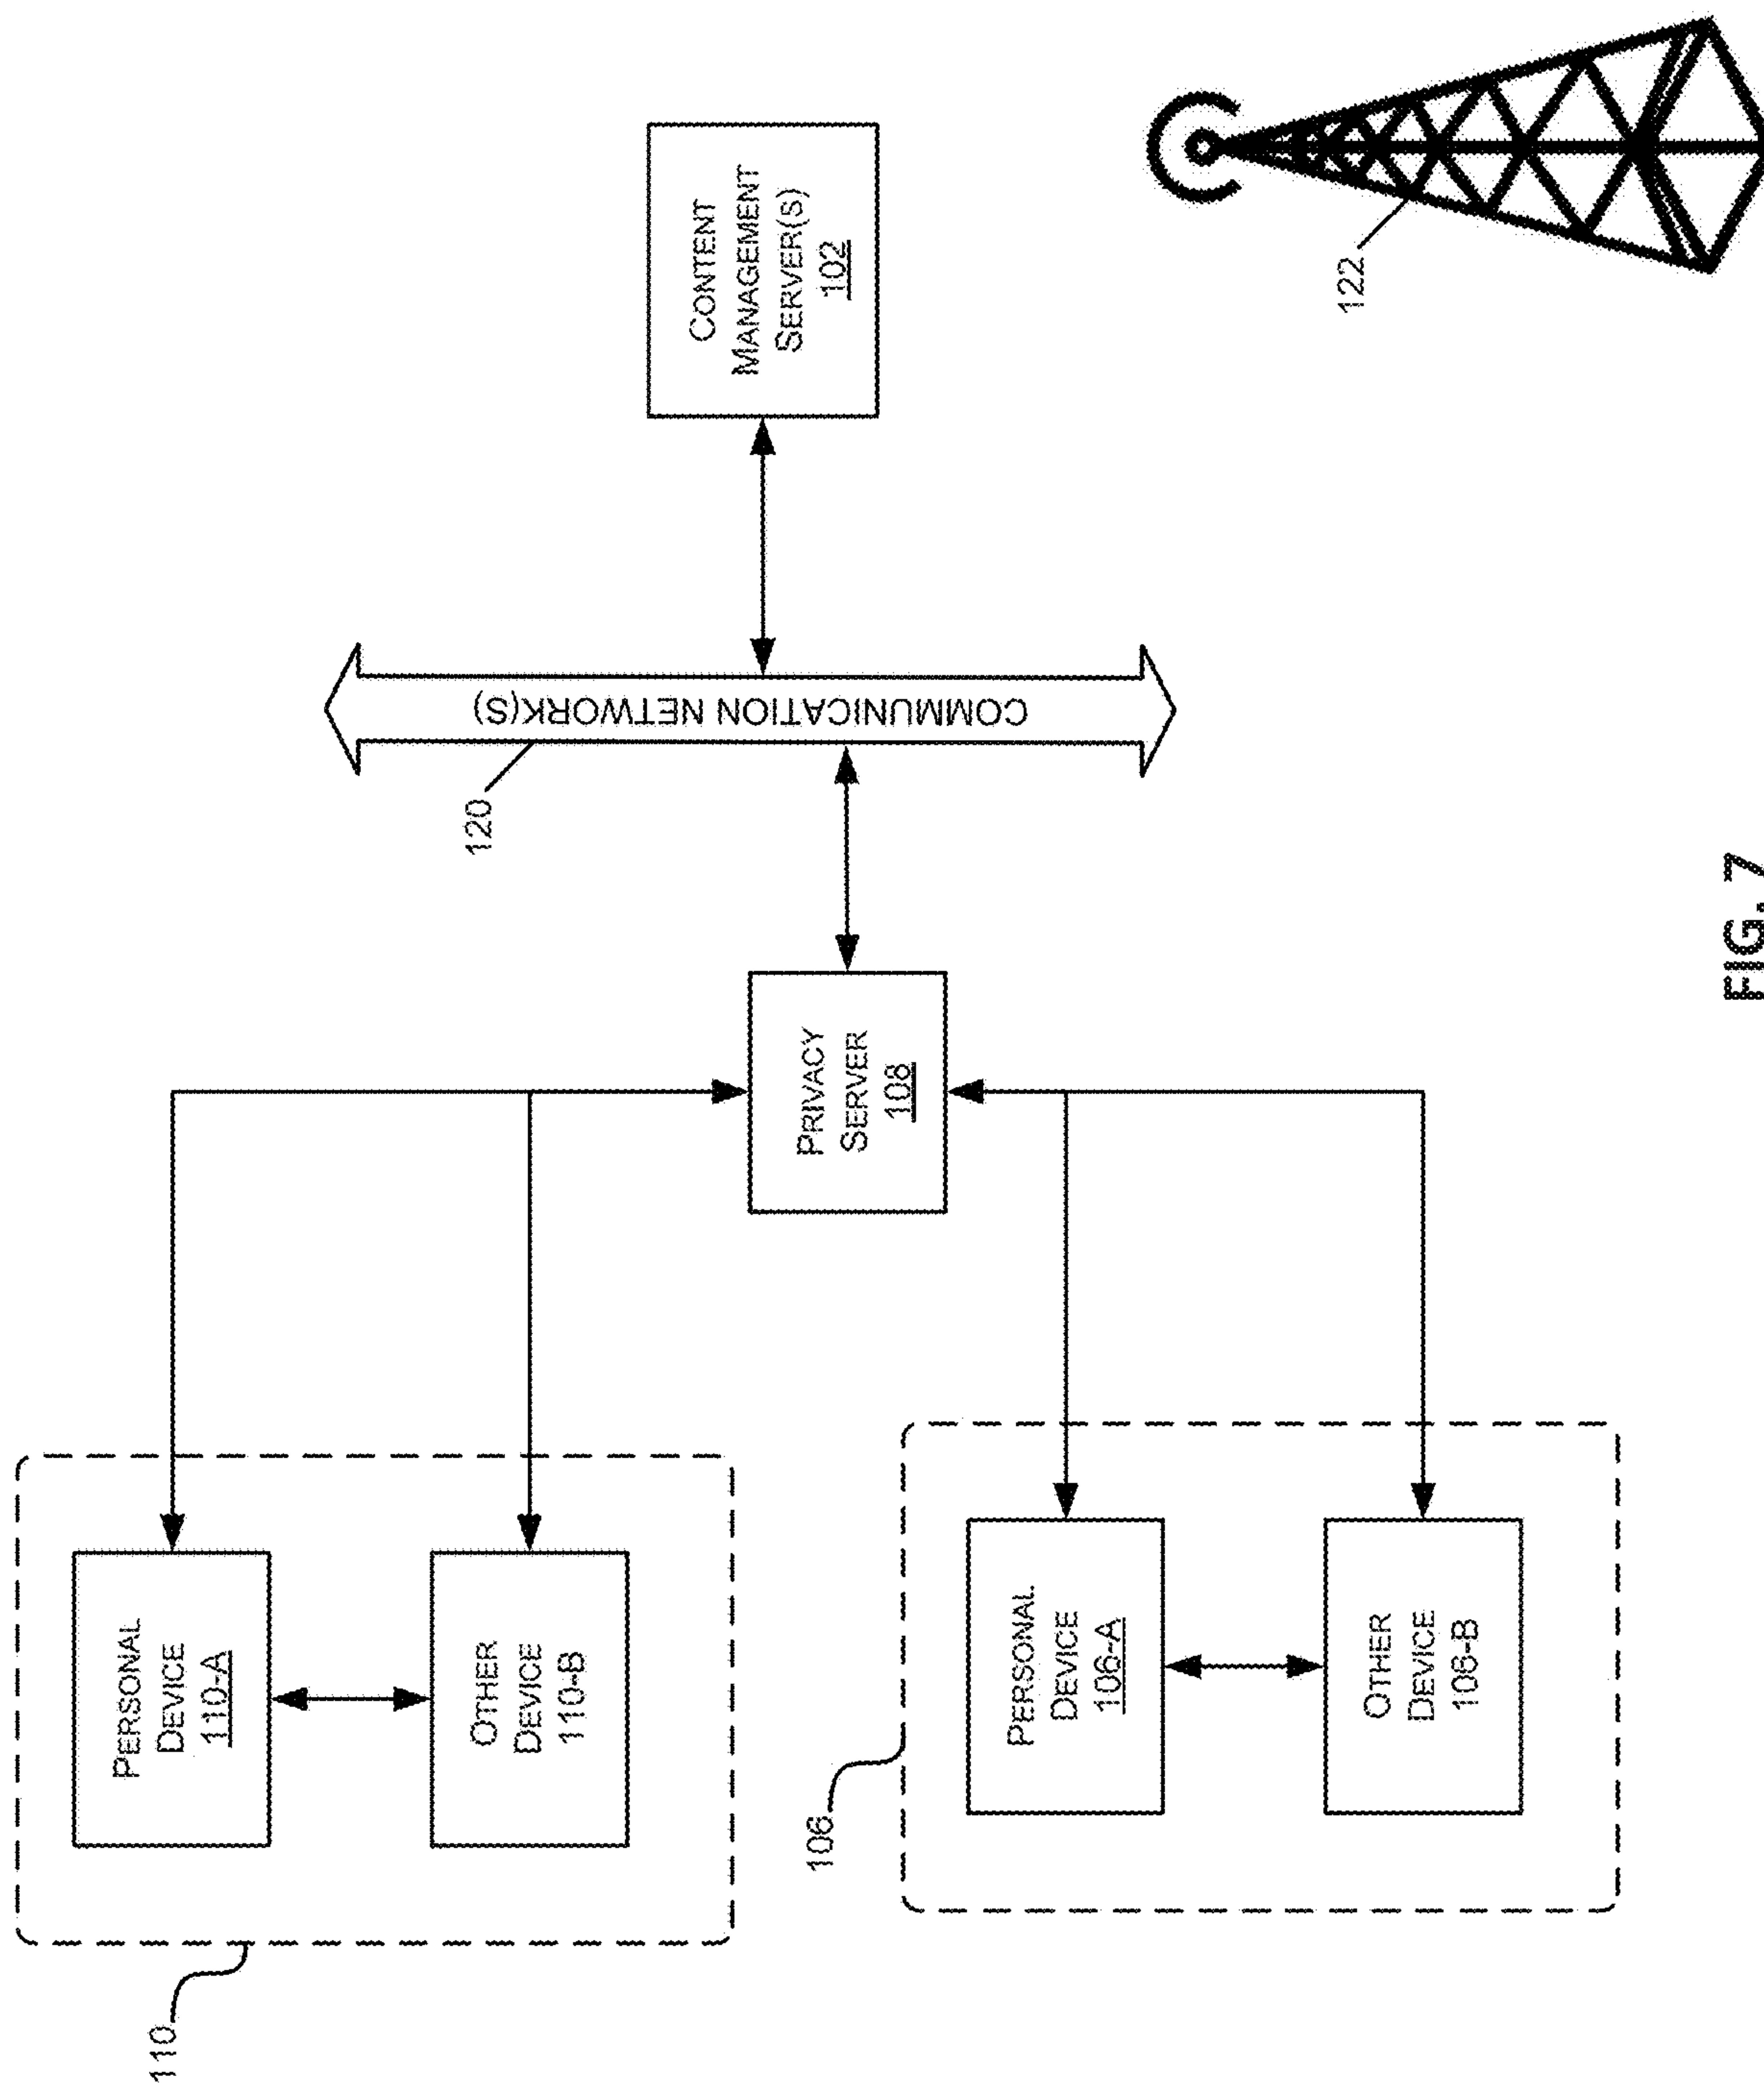 110
PERSONAL
DEVICE
110-A
OTHER
DEVICE
110-B
106
PERSONAL
DEVICE
106-A
OTHER
DEVICE
106-B
PRIVACY
SERVER
108
120
COMMUNICATION NETWORK(S)
CONTENT
MANAGEMENT
SERVER(S)
102
122
FIG. 7